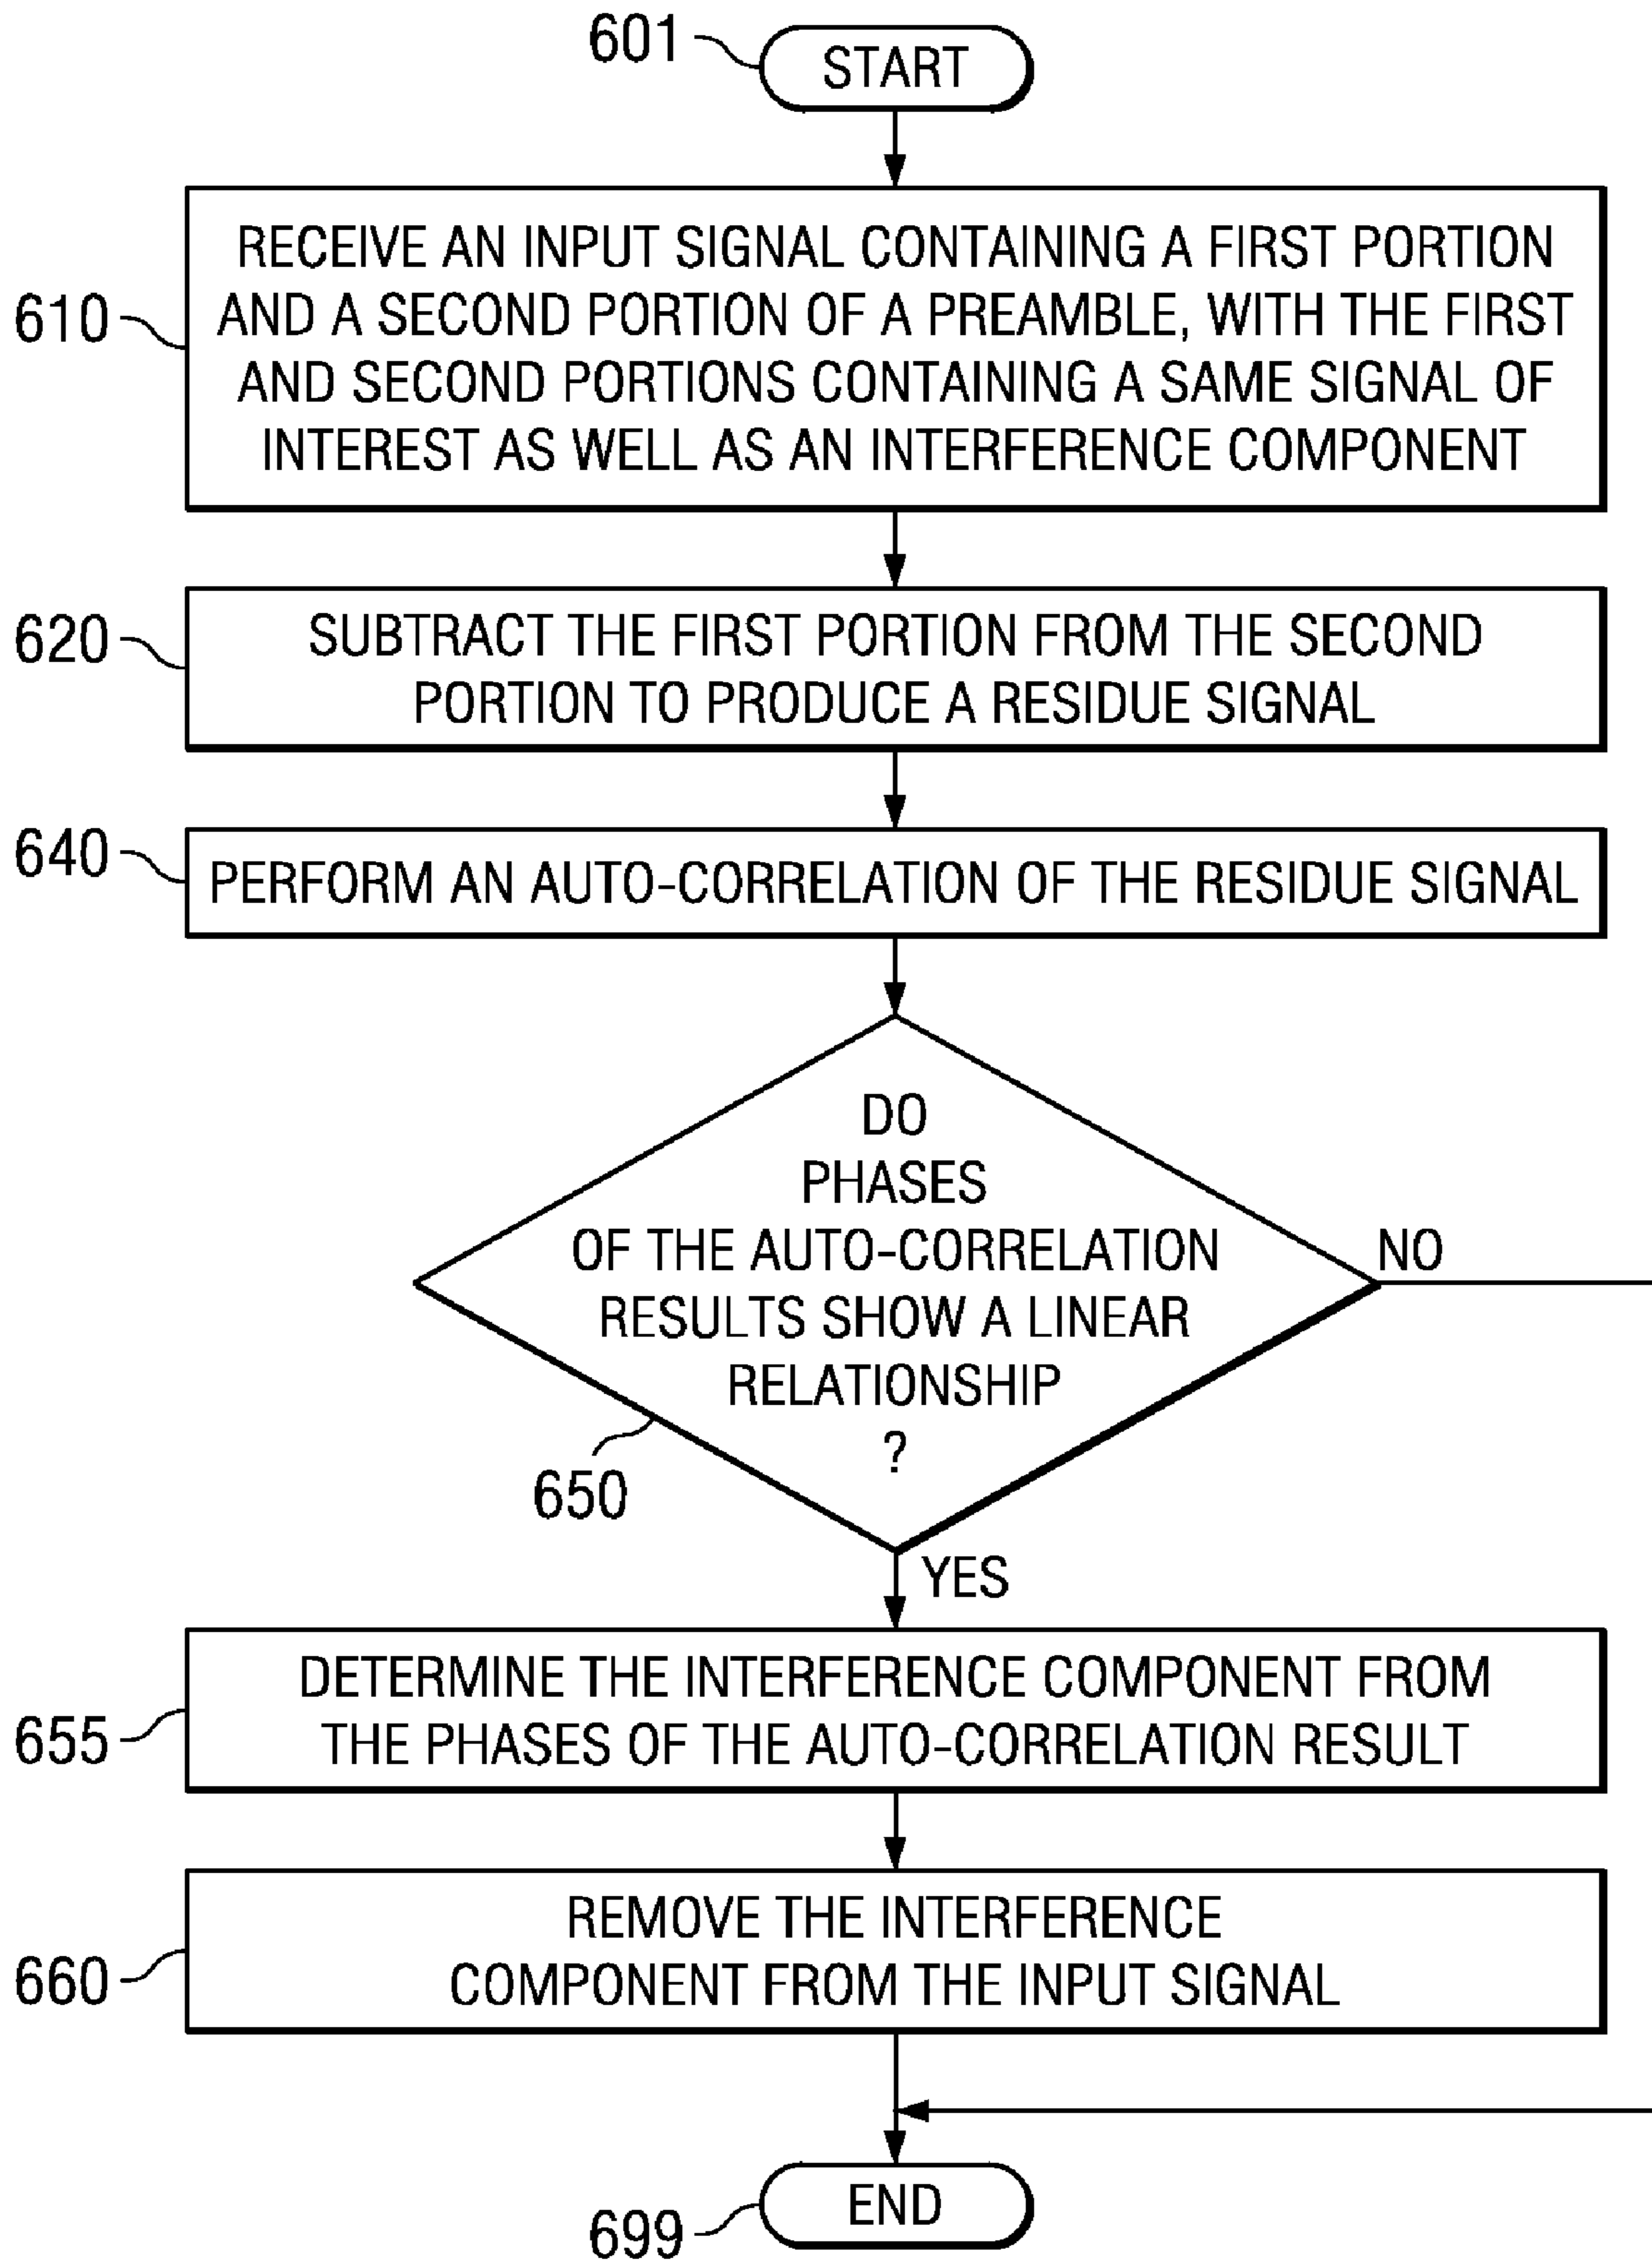 601
START
610
RECEIVE AN INPUT SIGNAL CONTAINING A FIRST PORTION
AND A SECOND PORTION OF A PREAMBLE, WITH THE FIRST
AND SECOND PORTIONS CONTAINING A SAME SIGNAL OF
INTEREST AS WELL AS AN INTERFERENCE COMPONENT
620
SUBTRACT THE FIRST PORTION FROM THE SECOND
PORTION TO PRODUCE A RESIDUE SIGNAL
640
PERFORM AN AUTO-CORRELATION OF THE RESIDUE SIGNAL
DO
PHASES
OF THE AUTO-CORRELATION
RESULTS SHOW A LINEAR
RELATIONSHIP
?
NO
650
YES
655
DETERMINE THE INTERFERENCE COMPONENT FROM
THE PHASES OF THE AUTO-CORRELATION RESULT
660
REMOVE THE INTERFERENCE
COMPONENT FROM THE INPUT SIGNAL
END
699